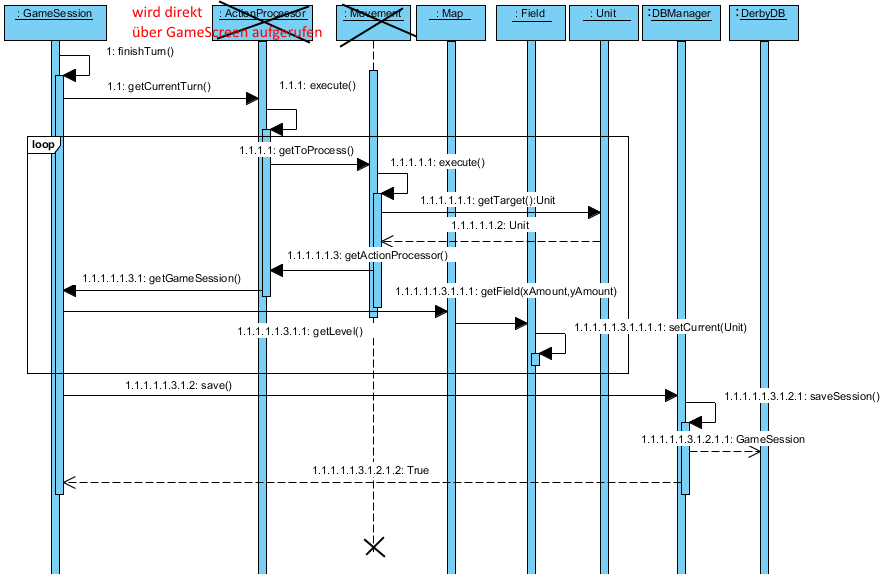 : GameSession
: ActionProcessor
: Movement
: Map
: Field
: Unit
:DBManager
:DerbyDB
wird direkt
über GameScreen aufgerufen
1: finishTurn()
1.1: getCurrentTurn()
1.1.1: execute()
loop
1.1.1.1: getToProcess()
1.1.1.1.1: execute()
1.1.1.1.1.1: getTarget():Unit
1.1.1.1.1.2: Unit
1.1.1.1.1.3: getActionProcessor()
1.1.1.1.1.3.1: getGameSession()
1.1.1.1.1.3.1.1.1: getField(xAmount,yAmount)
1.1.1.1.1.3.1.1: getLevel()
1.1.1.1.1.3.1.1.1.1: setCurrent(Unit)
1.1.1.1.1.3.1.2: save()
1.1.1.1.1.3.1.2.1: saveSession()
1.1.1.1.1.3.1.2.1.1: GameSession
1.1.1.1.1.3.1.2.1.2: True